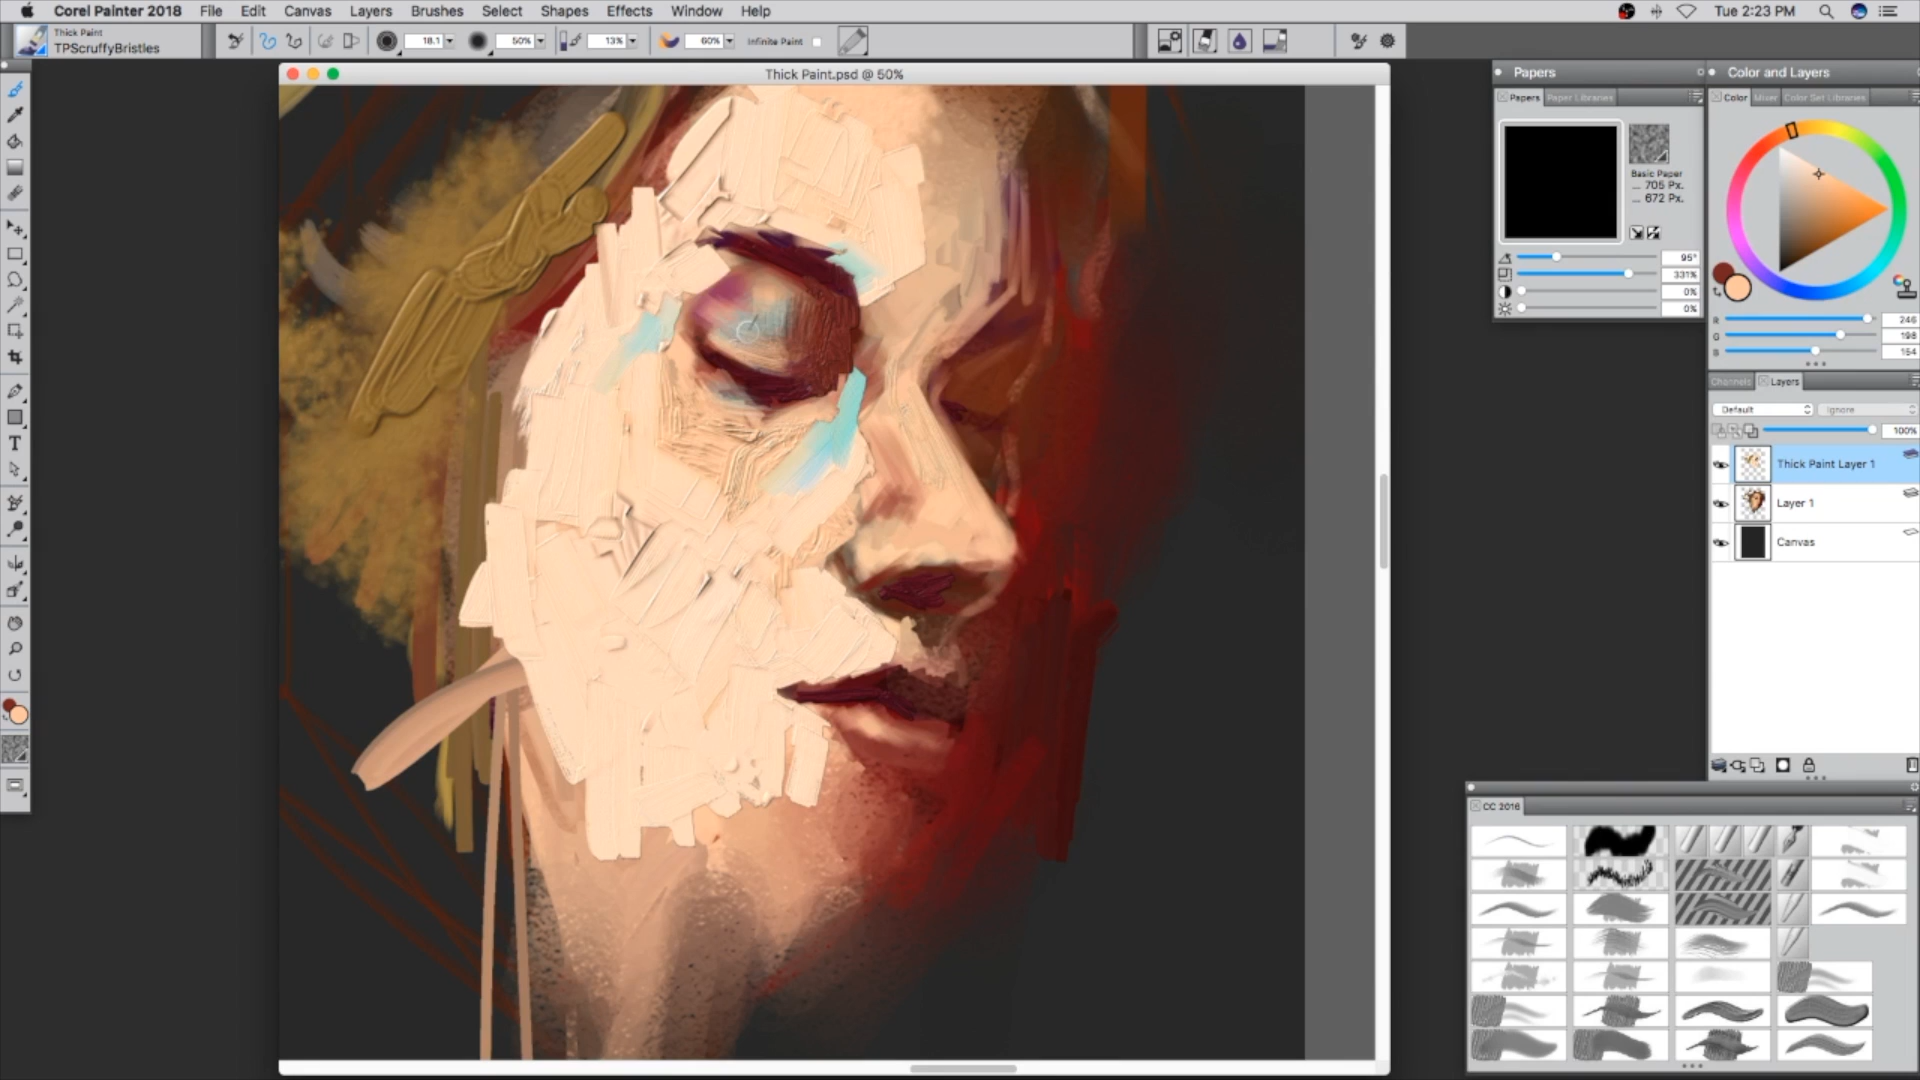 Corel Painter 2018 File Edit Canvas Layers Brushes Select Shapes Effects Window Help Tue 2:23 PM
Thick Paint
TPScruffyBristles
18.1 50% 13% 60% Infinite Paint
Thick Paint.psd @ 50%
Papers
Papers Paper Libraries
Basic Paper
... 705 Px.
... 672 Px.
95°
331%
0%
0%
Color and Layers
Color Mixer Color Set Libraries
R 246
G 198
B 154
Channels Layers
Default Ignore
100%
Thick Paint Layer 1
Layer 1
Canvas
CC 2016
T